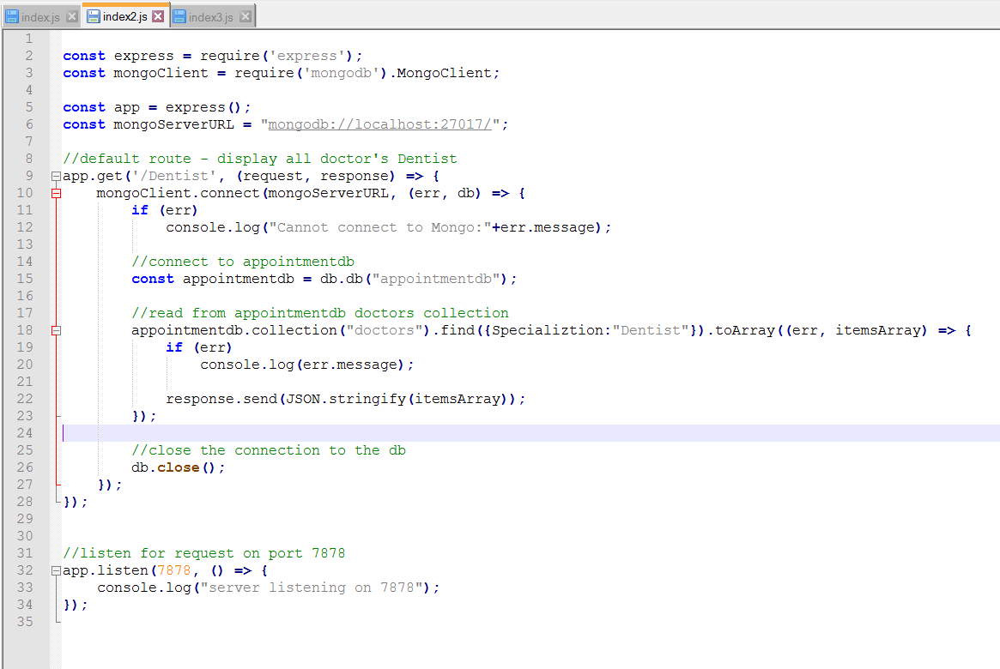 index.js index2.js index3.js
1
2 const express = require('express');
3 const mongoClient = require('mongodb').MongoClient;
4
5 const app = express();
6 const mongoServerURL = "mongodb://localhost:27017/";
7
8 //default route - display all doctor's Dentist
9 app.get('/Dentist', (request, response) => {
10     mongoClient.connect(mongoServerURL, (err, db) => {
11         if (err)
12             console.log("Cannot connect to Mongo:"+err.message);
13
14         //connect to appointmentdb
15         const appointmentdb = db.db("appointmentdb");
16
17         //read from appointmentdb doctors collection
18         appointmentdb.collection("doctors").find({Specializtion:"Dentist"}).toArray((err, itemsArray) => {
19             if (err)
20                 console.log(err.message);
21
22             response.send(JSON.stringify(itemsArray));
23         });
24
25         //close the connection to the db
26         db.close();
27     });
28 });
29
30
31 //listen for request on port 7878
32 app.listen(7878, () => {
33     console.log("server listening on 7878");
34 });
35